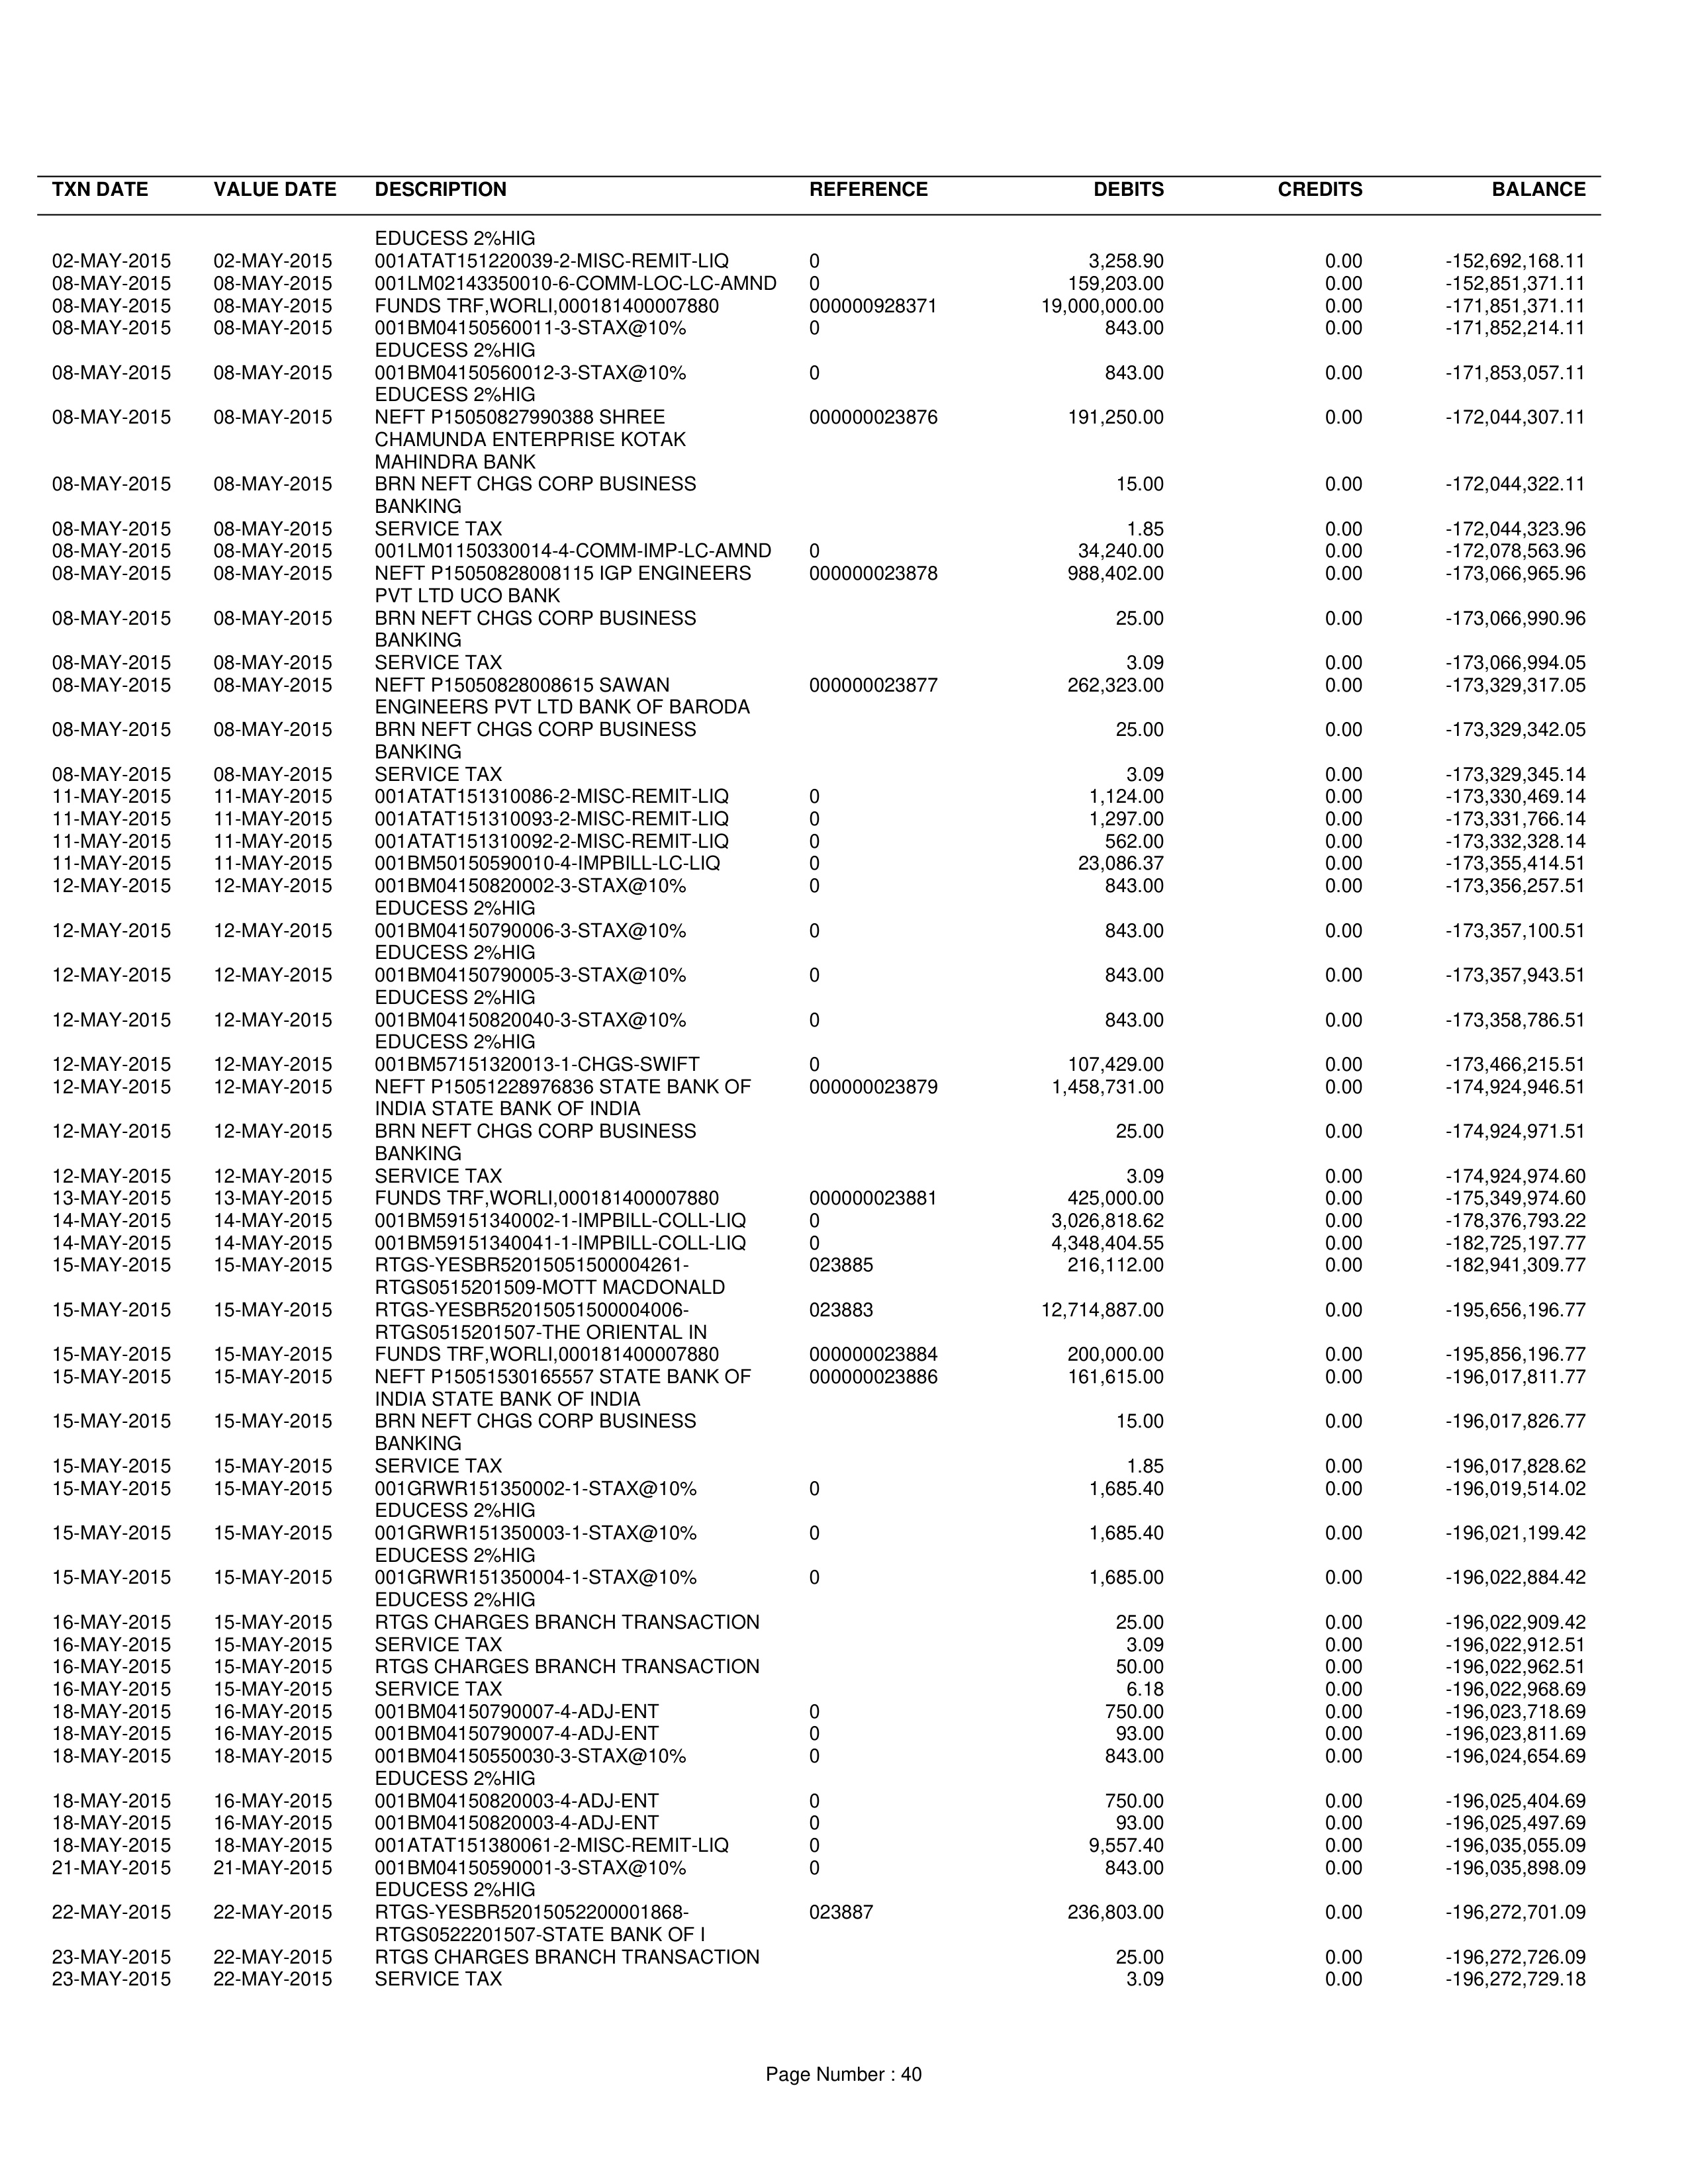 TXN DATE VALUE DATE DESCRIPTION REFERENCE DEBITS CREDITS BALANCE
EDUCESS 2%HIG
02-MAY-2015 02-MAY-2015 001ATAT151220039-2-MISC-REMIT-LIQ 0 3,258.90 0.00 -152,692,168.11
08-MAY-2015 08-MAY-2015 001LM02143350010-6-COMM-LOC-LC-AMND 0 159,203.00 0.00 -152,851,371.11
08-MAY-2015 08-MAY-2015 FUNDS TRF,WORLI,000181400007880 000000928371 19,000,000.00 0.00 -171,851,371.11
08-MAY-2015 08-MAY-2015 001BM04150560011-3-STAX@10% 0 843.00 0.00 -171,852,214.11
EDUCESS 2%HIG
08-MAY-2015 08-MAY-2015 001BM04150560012-3-STAX@10% 0 843.00 0.00 -171,853,057.11
EDUCESS 2%HIG
08-MAY-2015 08-MAY-2015 NEFT P15050827990388 SHREE 000000023876 191,250.00 0.00 -172,044,307.11
CHAMUNDA ENTERPRISE KOTAK
MAHINDRA BANK
08-MAY-2015 08-MAY-2015 BRN NEFT CHGS CORP BUSINESS 15.00 0.00 -172,044,322.11
BANKING
08-MAY-2015 08-MAY-2015 SERVICE TAX 1.85 0.00 -172,044,323.96
08-MAY-2015 08-MAY-2015 001LM01150330014-4-COMM-IMP-LC-AMND 0 34,240.00 0.00 -172,078,563.96
08-MAY-2015 08-MAY-2015 NEFT P15050828008115 IGP ENGINEERS 000000023878 988,402.00 0.00 -173,066,965.96
PVT LTD UCO BANK
08-MAY-2015 08-MAY-2015 BRN NEFT CHGS CORP BUSINESS 25.00 0.00 -173,066,990.96
BANKING
08-MAY-2015 08-MAY-2015 SERVICE TAX 3.09 0.00 -173,066,994.05
08-MAY-2015 08-MAY-2015 NEFT P15050828008615 SAWAN 000000023877 262,323.00 0.00 -173,329,317.05
ENGINEERS PVT LTD BANK OF BARODA
08-MAY-2015 08-MAY-2015 BRN NEFT CHGS CORP BUSINESS 25.00 0.00 -173,329,342.05
BANKING
08-MAY-2015 08-MAY-2015 SERVICE TAX 3.09 0.00 -173,329,345.14
11-MAY-2015 11-MAY-2015 001ATAT151310086-2-MISC-REMIT-LIQ 0 1,124.00 0.00 -173,330,469.14
11-MAY-2015 11-MAY-2015 001ATAT151310093-2-MISC-REMIT-LIQ 0 1,297.00 0.00 -173,331,766.14
11-MAY-2015 11-MAY-2015 001ATAT151310092-2-MISC-REMIT-LIQ 0 562.00 0.00 -173,332,328.14
11-MAY-2015 11-MAY-2015 001BM50150590010-4-IMPBILL-LC-LIQ 0 23,086.37 0.00 -173,355,414.51
12-MAY-2015 12-MAY-2015 001BM04150820002-3-STAX@10% 0 843.00 0.00 -173,356,257.51
EDUCESS 2%HIG
12-MAY-2015 12-MAY-2015 001BM04150790006-3-STAX@10% 0 843.00 0.00 -173,357,100.51
EDUCESS 2%HIG
12-MAY-2015 12-MAY-2015 001BM04150790005-3-STAX@10% 0 843.00 0.00 -173,357,943.51
EDUCESS 2%HIG
12-MAY-2015 12-MAY-2015 001BM04150820040-3-STAX@10% 0 843.00 0.00 -173,358,786.51
EDUCESS 2%HIG
12-MAY-2015 12-MAY-2015 001BM57151320013-1-CHGS-SWIFT 0 107,429.00 0.00 -173,466,215.51
12-MAY-2015 12-MAY-2015 NEFT P15051228976836 STATE BANK OF 000000023879 1,458,731.00 0.00 -174,924,946.51
INDIA STATE BANK OF INDIA
12-MAY-2015 12-MAY-2015 BRN NEFT CHGS CORP BUSINESS 25.00 0.00 -174,924,971.51
BANKING
12-MAY-2015 12-MAY-2015 SERVICE TAX 3.09 0.00 -174,924,974.60
13-MAY-2015 13-MAY-2015 FUNDS TRF,WORLI,000181400007880 000000023881 425,000.00 0.00 -175,349,974.60
14-MAY-2015 14-MAY-2015 001BM59151340002-1-IMPBILL-COLL-LIQ 0 3,026,818.62 0.00 -178,376,793.22
14-MAY-2015 14-MAY-2015 001BM59151340041-1-IMPBILL-COLL-LIQ 0 4,348,404.55 0.00 -182,725,197.77
15-MAY-2015 15-MAY-2015 RTGS-YESBR52015051500004261- 023885 216,112.00 0.00 -182,941,309.77
RTGS0515201509-MOTT MACDONALD
15-MAY-2015 15-MAY-2015 RTGS-YESBR52015051500004006- 023883 12,714,887.00 0.00 -195,656,196.77
RTGS0515201507-THE ORIENTAL IN
15-MAY-2015 15-MAY-2015 FUNDS TRF,WORLI,000181400007880 000000023884 200,000.00 0.00 -195,856,196.77
15-MAY-2015 15-MAY-2015 NEFT P15051530165557 STATE BANK OF 000000023886 161,615.00 0.00 -196,017,811.77
INDIA STATE BANK OF INDIA
15-MAY-2015 15-MAY-2015 BRN NEFT CHGS CORP BUSINESS 15.00 0.00 -196,017,826.77
BANKING
15-MAY-2015 15-MAY-2015 SERVICE TAX 1.85 0.00 -196,017,828.62
15-MAY-2015 15-MAY-2015 001GRWR151350002-1-STAX@10% 0 1,685.40 0.00 -196,019,514.02
EDUCESS 2%HIG
15-MAY-2015 15-MAY-2015 001GRWR151350003-1-STAX@10% 0 1,685.40 0.00 -196,021,199.42
EDUCESS 2%HIG
15-MAY-2015 15-MAY-2015 001GRWR151350004-1-STAX@10% 0 1,685.00 0.00 -196,022,884.42
EDUCESS 2%HIG
16-MAY-2015 15-MAY-2015 RTGS CHARGES BRANCH TRANSACTION 25.00 0.00 -196,022,909.42
16-MAY-2015 15-MAY-2015 SERVICE TAX 3.09 0.00 -196,022,912.51
16-MAY-2015 15-MAY-2015 RTGS CHARGES BRANCH TRANSACTION 50.00 0.00 -196,022,962.51
16-MAY-2015 15-MAY-2015 SERVICE TAX 6.18 0.00 -196,022,968.69
18-MAY-2015 16-MAY-2015 001BM04150790007-4-ADJ-ENT 0 750.00 0.00 -196,023,718.69
18-MAY-2015 16-MAY-2015 001BM04150790007-4-ADJ-ENT 0 93.00 0.00 -196,023,811.69
18-MAY-2015 18-MAY-2015 001BM04150550030-3-STAX@10% 0 843.00 0.00 -196,024,654.69
EDUCESS 2%HIG
18-MAY-2015 16-MAY-2015 001BM04150820003-4-ADJ-ENT 0 750.00 0.00 -196,025,404.69
18-MAY-2015 16-MAY-2015 001BM04150820003-4-ADJ-ENT 0 93.00 0.00 -196,025,497.69
18-MAY-2015 18-MAY-2015 001ATAT151380061-2-MISC-REMIT-LIQ 0 9,557.40 0.00 -196,035,055.09
21-MAY-2015 21-MAY-2015 001BM04150590001-3-STAX@10% 0 843.00 0.00 -196,035,898.09
EDUCESS 2%HIG
22-MAY-2015 22-MAY-2015 RTGS-YESBR52015052200001868- 023887 236,803.00 0.00 -196,272,701.09
RTGS0522201507-STATE BANK OF I
23-MAY-2015 22-MAY-2015 RTGS CHARGES BRANCH TRANSACTION 25.00 0.00 -196,272,726.09
23-MAY-2015 22-MAY-2015 SERVICE TAX 3.09 0.00 -196,272,729.18
Page Number : 40